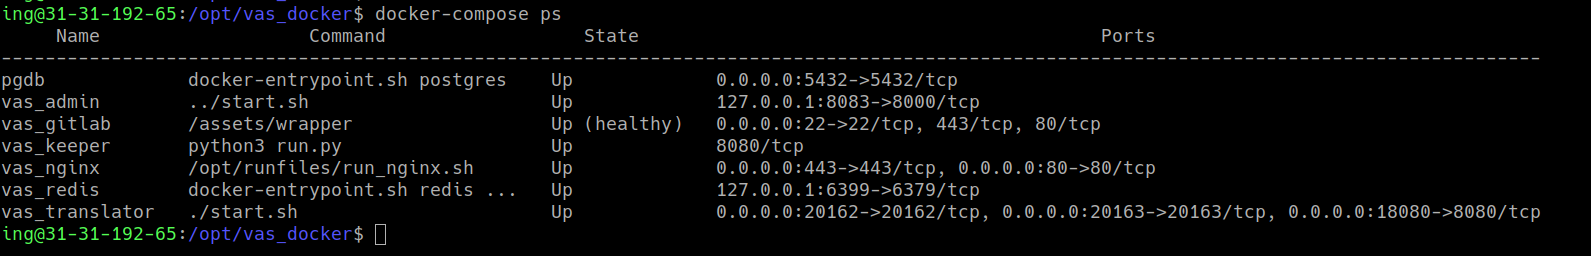 ing@31-31-192-65:/opt/vas_docker$ docker-compose ps
     Name                   Command                  State                                          Ports
--------------------------------------------------------------------------------------------------------------------------------------------
pgdb             docker-entrypoint.sh postgres    Up             0.0.0.0:5432->5432/tcp
vas_admin        ../start.sh                      Up             127.0.0.1:8083->8000/tcp
vas_gitlab       /assets/wrapper                  Up (healthy)   0.0.0.0:22->22/tcp, 443/tcp, 80/tcp
vas_keeper       python3 run.py                   Up             8080/tcp
vas_nginx        /opt/runfiles/run_nginx.sh       Up             0.0.0.0:443->443/tcp, 0.0.0.0:80->80/tcp
vas_redis        docker-entrypoint.sh redis ...   Up             127.0.0.1:6399->6379/tcp
vas_translator   ./start.sh                       Up             0.0.0.0:20162->20162/tcp, 0.0.0.0:20163->20163/tcp, 0.0.0.0:18080->8080/tcp
ing@31-31-192-65:/opt/vas_docker$